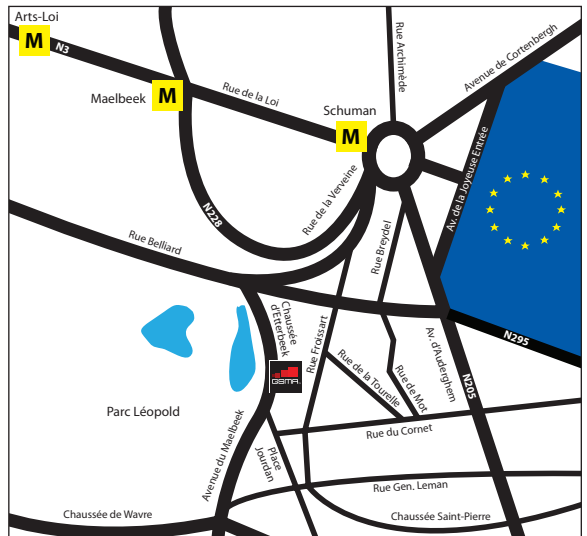 Arts-Loi
M
N3
Maelbeek
M
Rue de la Loi
Schuman
M
Rue Archimède
Avenue de Cortenbergh
Av. de la Joyeuse Entrée
N228
Rue de la Verveine
Rue Belliard
Rue Breydel
Chaussée
d'Etterbeek
Rue Froissart
Av. d'Auderghem
N295
N205
GSMA
Rue de la Tourelle
Rue de Mot
Parc Léopold
Avenue du Maelbeek
Place
Jourdan
Rue du Cornet
Rue Gen. Leman
Chaussée de Wavre
Chaussée Saint-Pierre